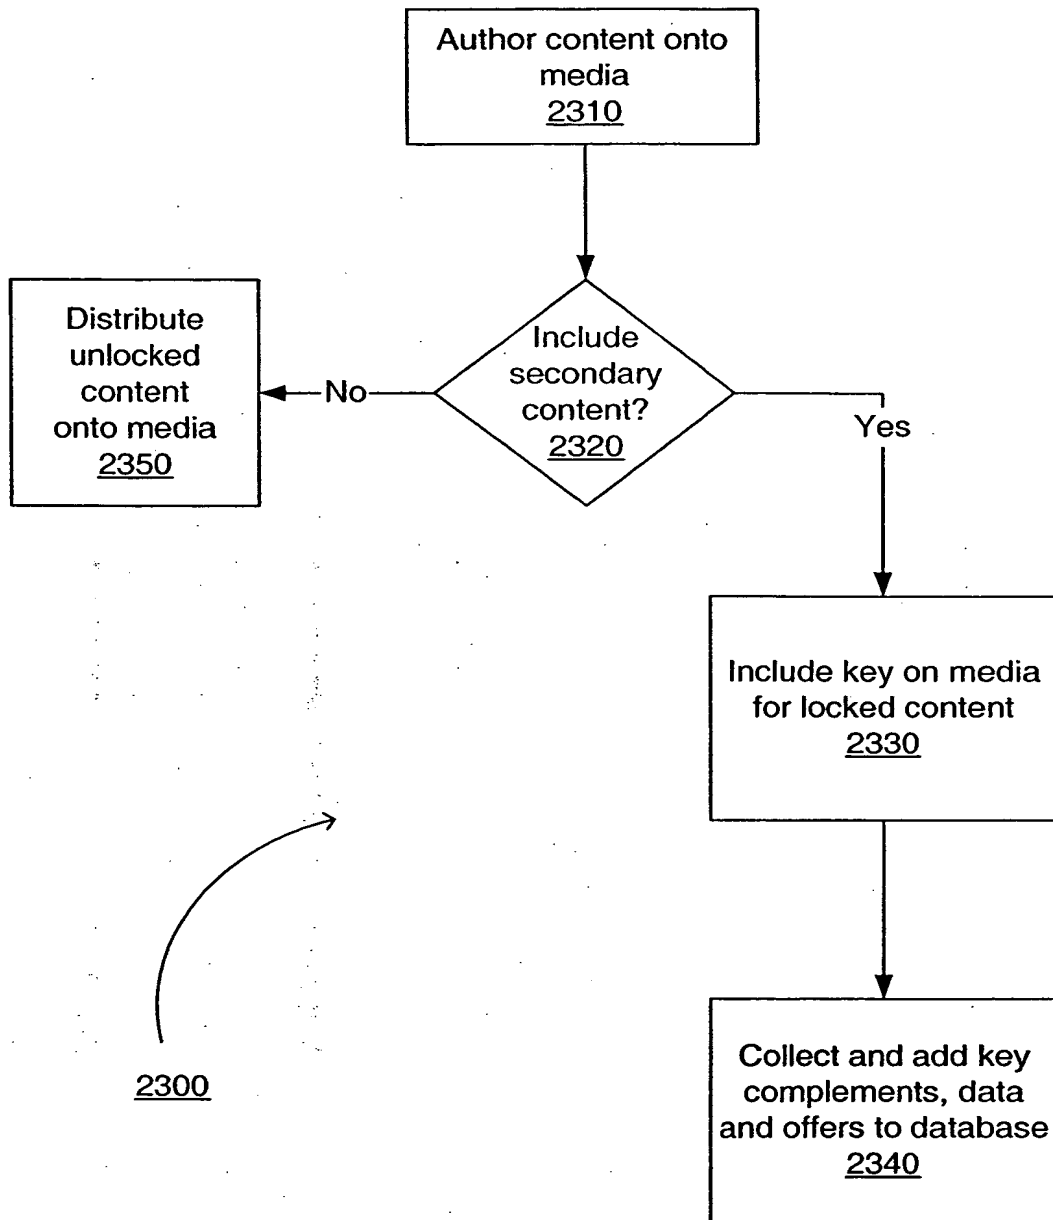 Author content onto
media
2310
Include
secondary
content?
2320
No
Yes
Distribute
unlocked
content
onto media
2350
Include key on media
for locked content
2330
Collect and add key
complements, data
and offers to database
2340
2300